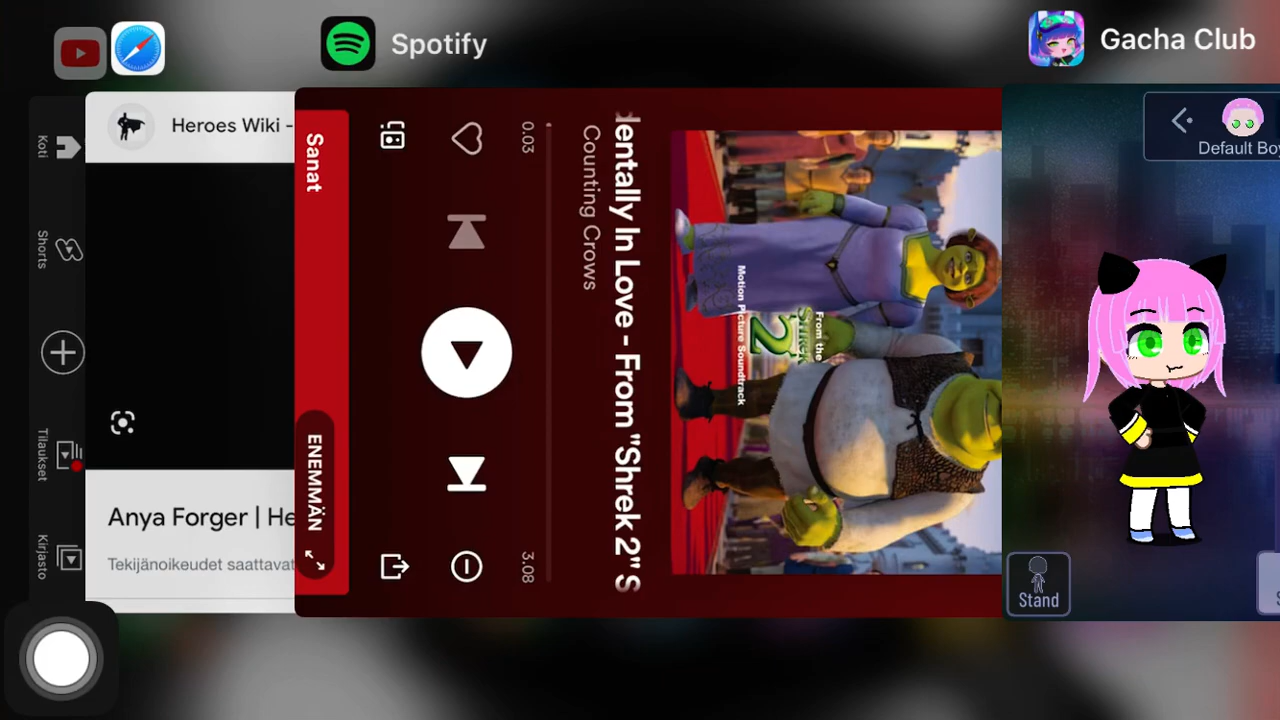 Spotify
Gacha Club
Koti
Shorts
Tilaukset
Kirjasto
Heroes Wiki -
Anya Forger | He
Tekijänoikeudet saattavat
Sanat
ENEMMÄN
0.03
3.08
dentally In Love - From "Shrek 2" S
Counting Crows
From the
Shrek
2
Motion Picture Soundtrack
Default Boy
Stand